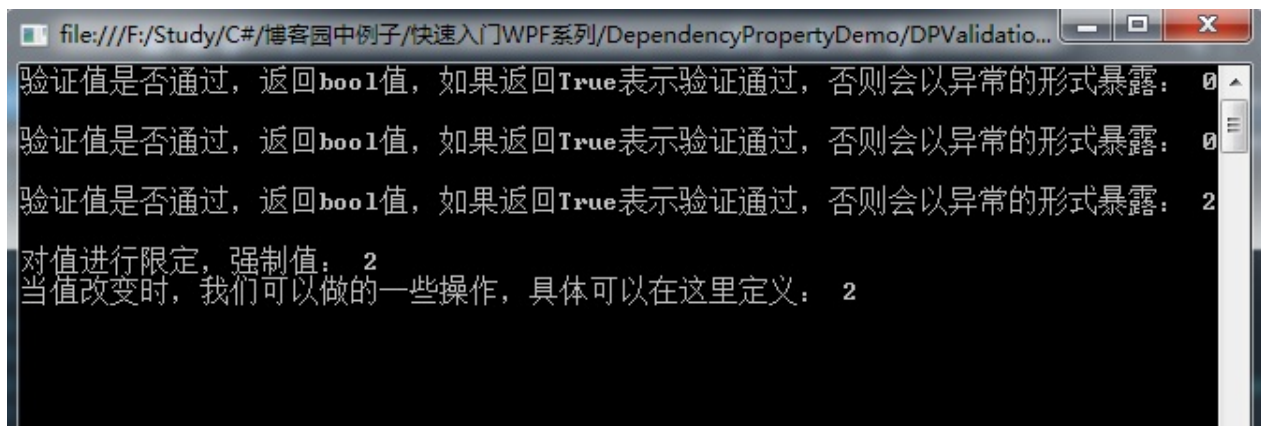 file:///F:/Study/C#/博客园中例子/快速入门WPF系列/DependencyPropertyDemo/DPValidatio...
验证值是否通过，返回bool值，如果返回True表示验证通过，否则会以异常的形式暴露： 0
验证值是否通过，返回bool值，如果返回True表示验证通过，否则会以异常的形式暴露： 0
验证值是否通过，返回bool值，如果返回True表示验证通过，否则会以异常的形式暴露： 2
对值进行限定，强制值： 2
当值改变时，我们可以做的一些操作，具体可以在这里定义： 2